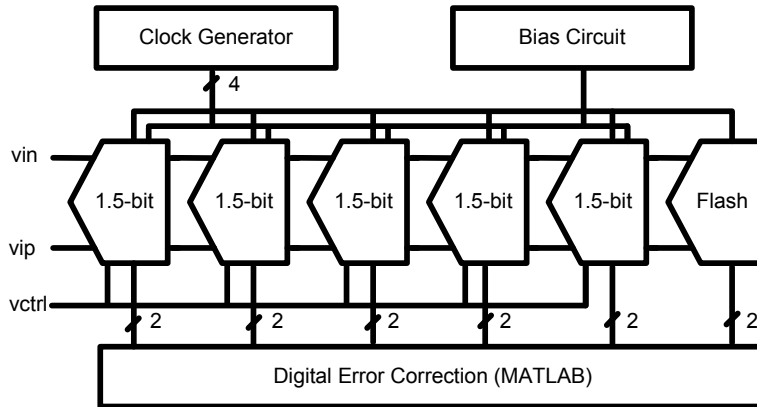 Clock Generator
Bias Circuit
4
vin
1.5-bit
1.5-bit
1.5-bit
1.5-bit
1.5-bit
Flash
vip
vctrl
2
2
2
2
2
2
Digital Error Correction (MATLAB)